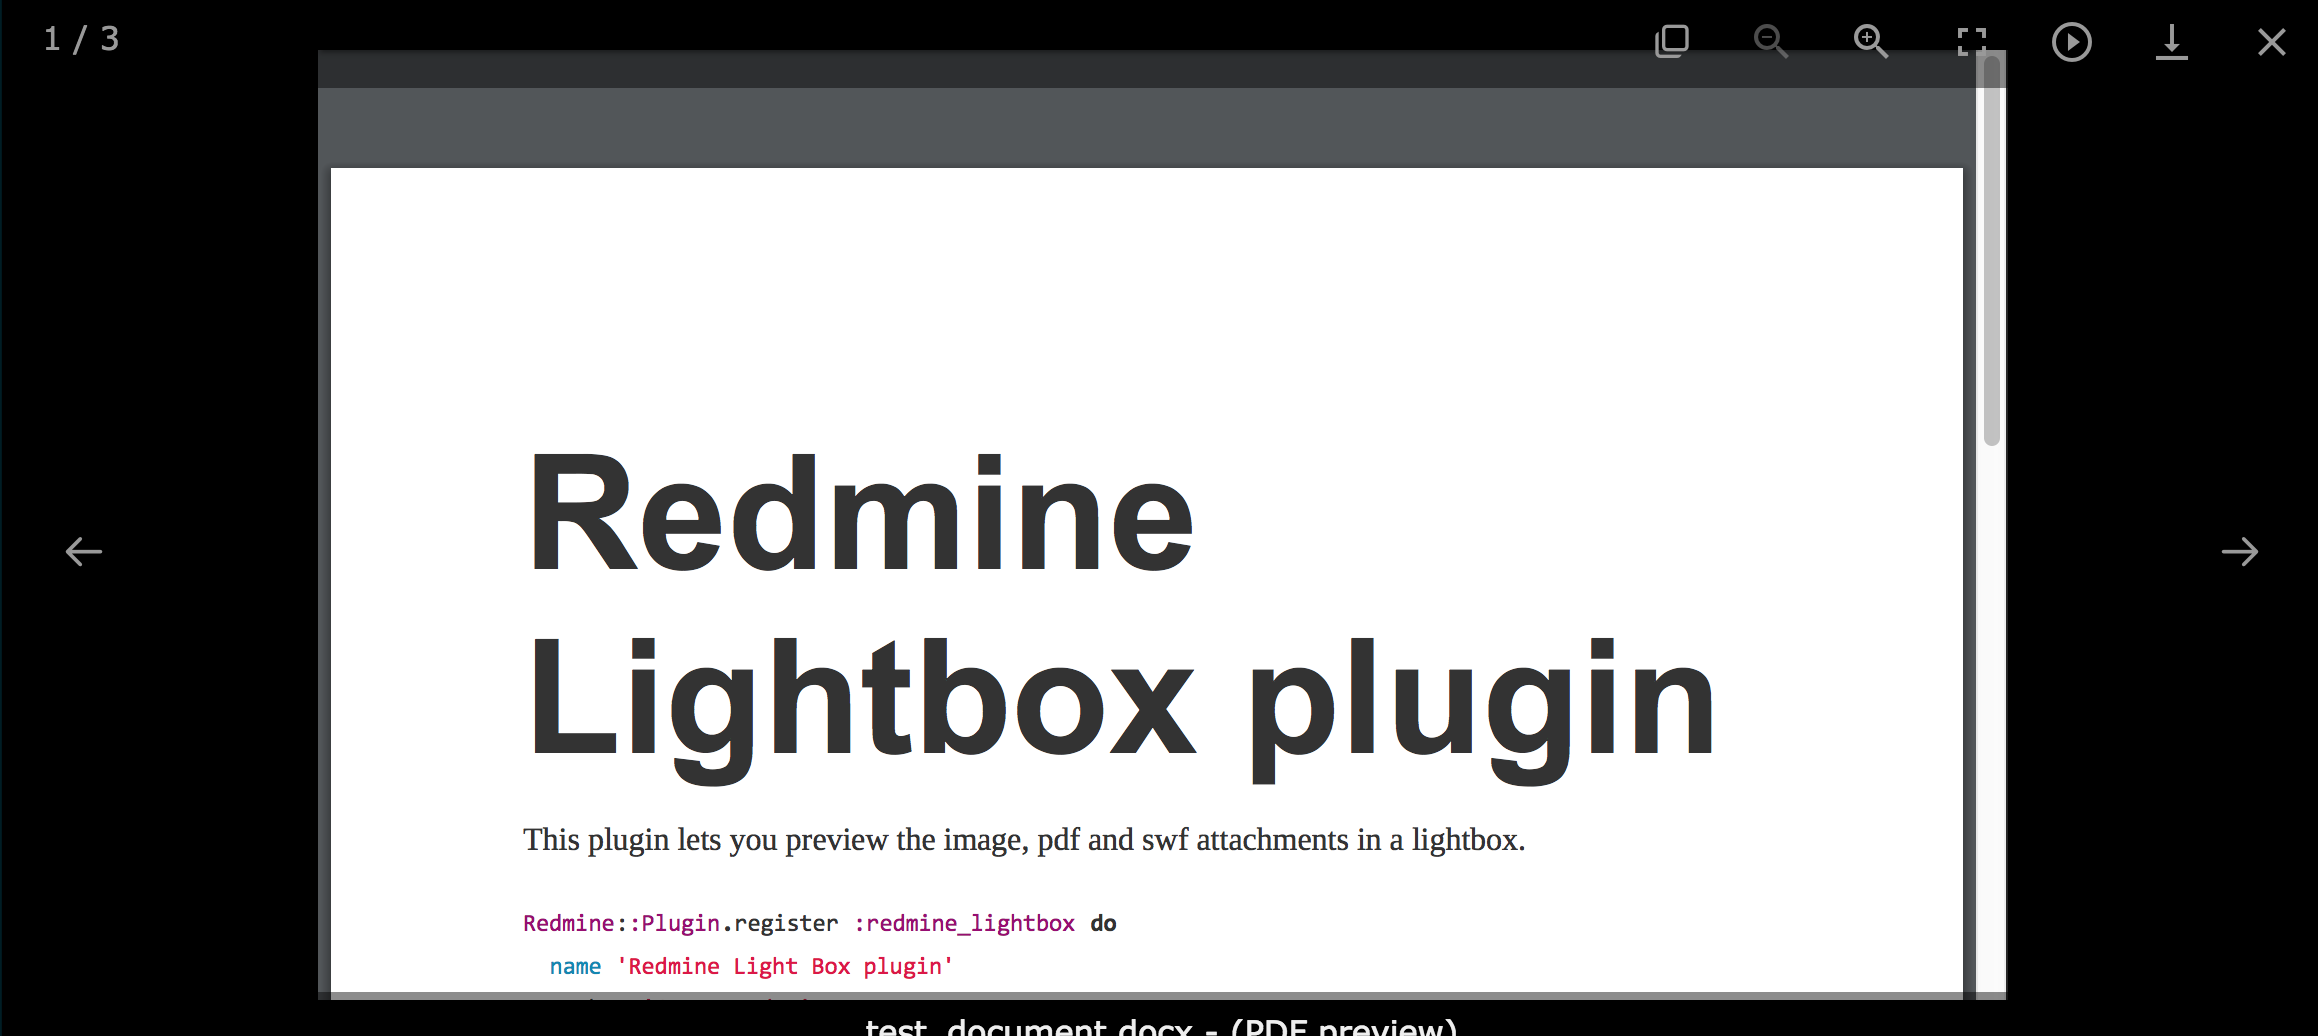 1 / 3
Redmine
Lightbox plugin
This plugin lets you preview the image, pdf and swf attachments in a lightbox.
Redmine::Plugin.register :redmine_lightbox do
name 'Redmine Light Box plugin'
test_document.docx - (PDF preview)